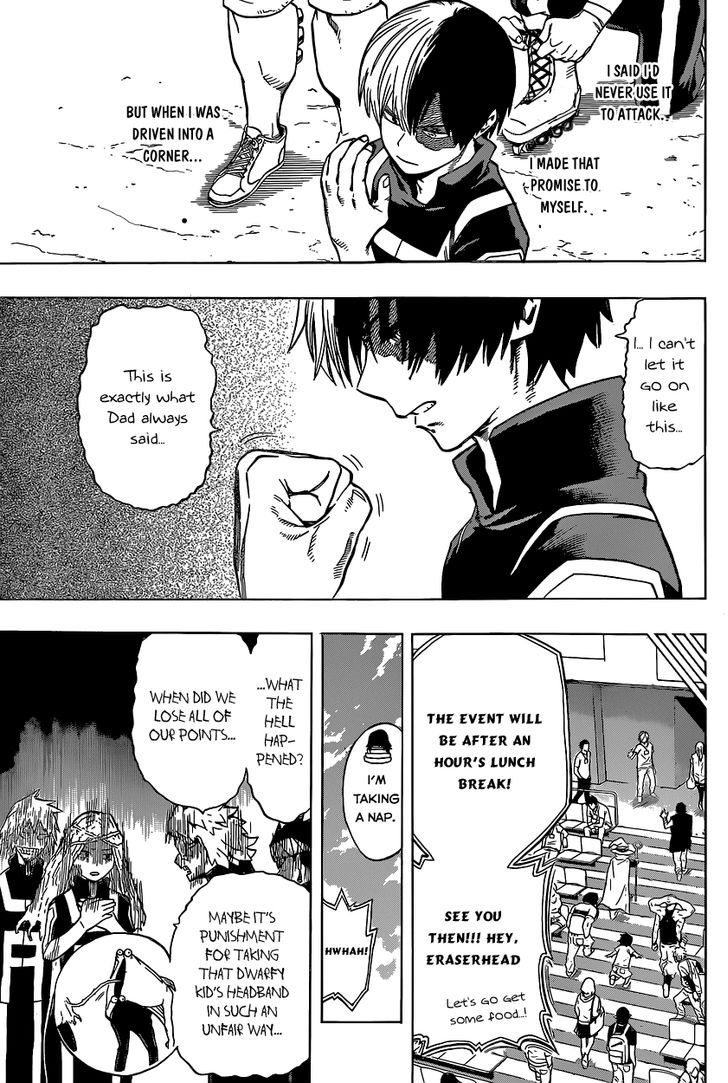 I SAID I'D
NEVER USE IT
TO ATTACK.
I MADE THAT
PROMISE TO
MYSELF.
BUT WHEN I WAS
DRIVEN INTO A
CORNER...
I... I can't
let it
Go on
like
this...
This is
exactly what
Dad always
said...
THE EVENT WILL
BE AFTER AN
HOUR'S LUNCH
BREAK!
SEE YOU
THEN!!! HEY,
ERASERHEAD
Let's Go Get
some food...!
I'M
TAKING
A NAP.
HWHAH!
...WHAT
THE
HELL
HAP-
PENED?
WHEN DID WE
LOSE ALL OF
OUR POINTS...
MAYBE IT'S
PUNISHMENT
FOR TAKING
THAT DWARFY
KID'S HEADBAND
IN SUCH AN
UNFAIR WAY...